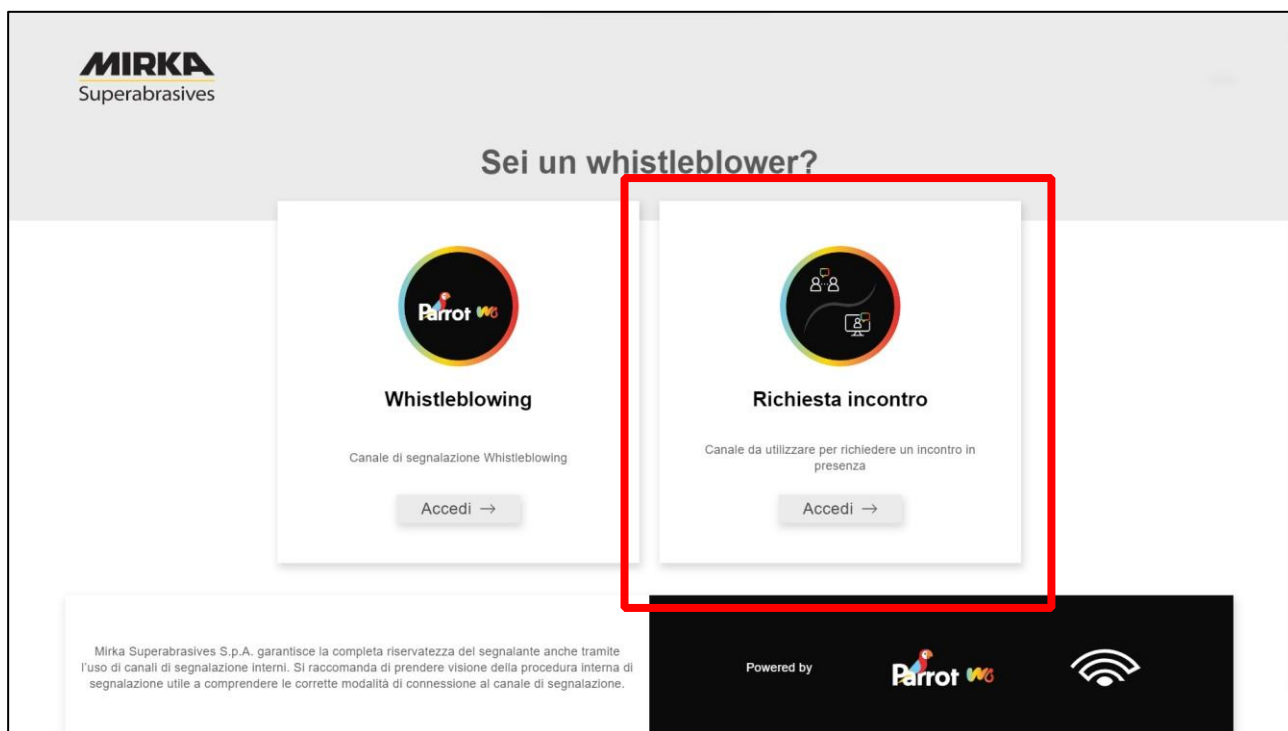 MIRKA
Superabrasives
Sei un whistleblower?
Parrot WB
Whistleblowing
Canale di segnalazione Whistleblowing
Accedi →
Richiesta incontro
Canale da utilizzare per richiedere un incontro in
presenza
Accedi →
Mirka Superabrasives S.p.A. garantisce la completa riservatezza del segnalante anche tramite
l'uso di canali di segnalazione interni. Si raccomanda di prendere visione della procedura interna di
segnalazione utile a comprendere le corrette modalità di connessione al canale di segnalazione.
Powered by
Parrot WB